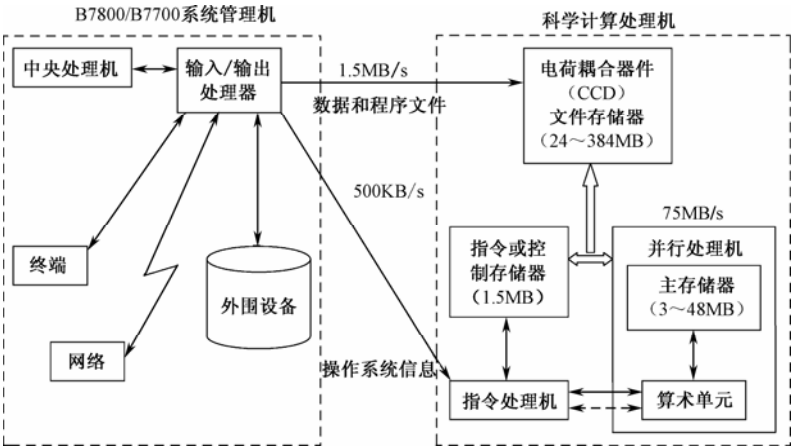 B7800/B7700系统管理机
科学计算处理机
中央处理机
输入/输出
处理器
1.5MB/s
数据和程序文件
电荷耦合器件
（CCD）
文件存储器
（24～384MB）
500KB/s
75MB/s
终端
外围设备
指令或控
制存储器
（1.5MB）
并行处理机
主存储器
（3～48MB）
网络
操作系统信息
指令处理机
算术单元